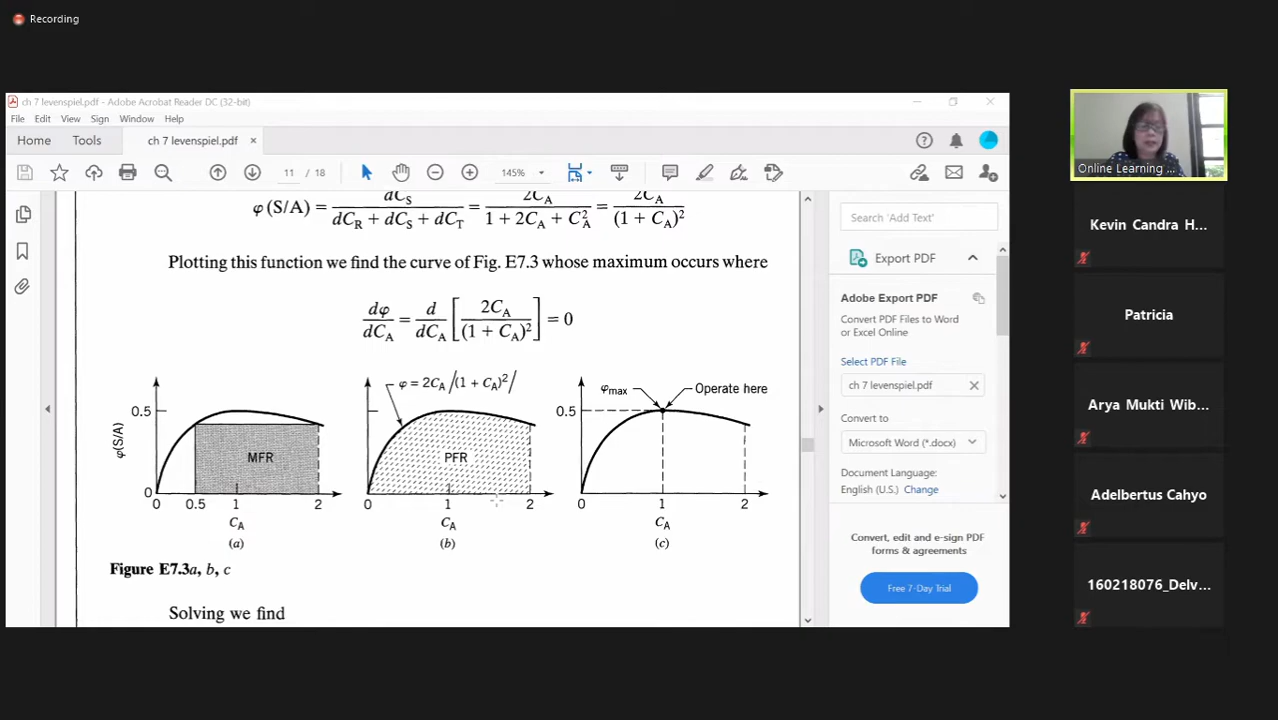 Recording
ch 7 levenspiel.pdf - Adobe Acrobat Reader DC (32-bit)
File Edit View Sign Window Help
Home Tools ch 7 levenspiel.pdf ×
11 / 18 145%
φ(S/A) = dC_S / (dC_R + dC_S + dC_T) = 2C_A / (1 + 2C_A + C_A^2) = 2C_A / (1 + C_A)^2
Plotting this function we find the curve of Fig. E7.3 whose maximum occurs where
dφ/dC_A = d/dC_A [2C_A / (1 + C_A)^2] = 0
φ(S/A)
0.5
0
MFR
0 0.5 1 2
C_A
(a)
φ = 2C_A/(1 + C_A)^2/
PFR
0 1 2
C_A
(b)
φmax
Operate here
0.5
0 1 2
C_A
(c)
Figure E7.3a, b, c
Solving we find
Search 'Add Text'
Export PDF
Adobe Export PDF
Convert PDF Files to Word
or Excel Online
Select PDF File
ch 7 levenspiel.pdf
Convert to
Microsoft Word (*.docx)
Document Language:
English (U.S.) Change
Convert, edit and e-sign PDF
forms & agreements
Free 7-Day Trial
Online Learning ...
Kevin Candra H...
Patricia
Arya Mukti Wib...
Adelbertus Cahyo
160218076_Delv...